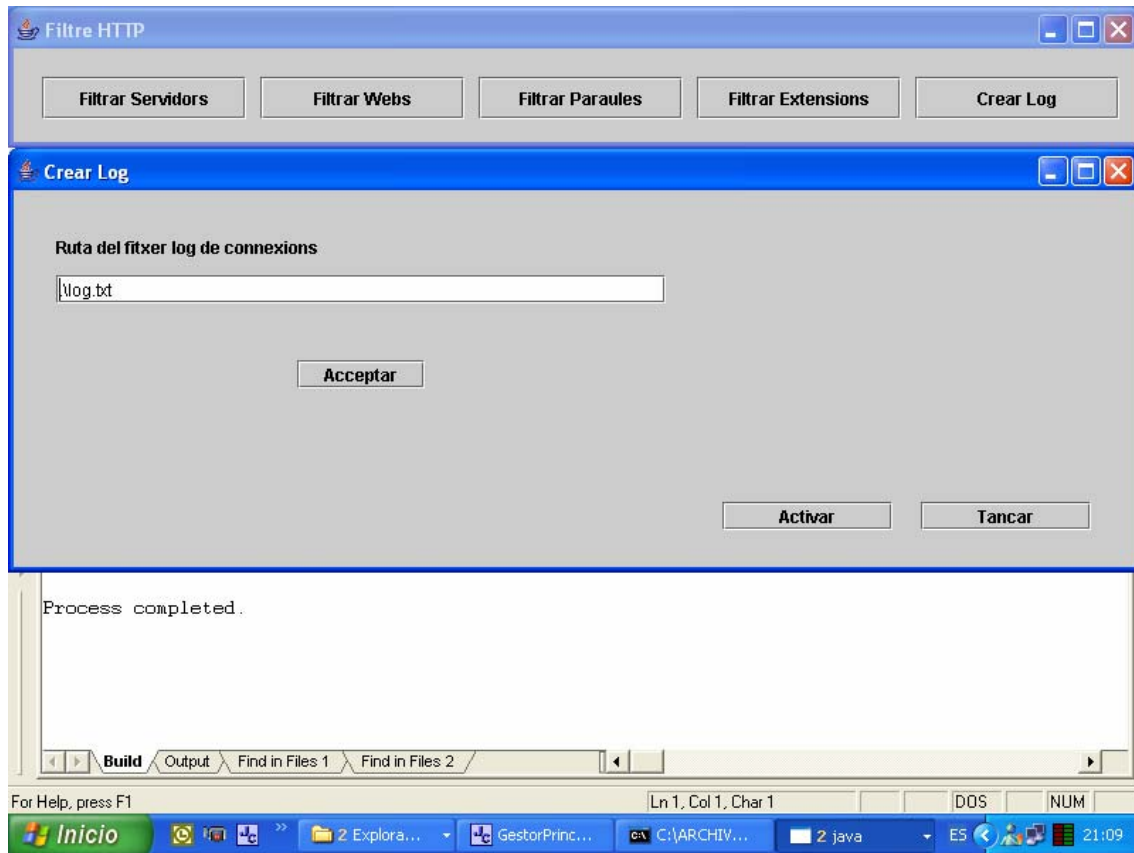 Filtre HTTP
Filtrar Servidors Filtrar Webs Filtrar Paraules Filtrar Extensions Crear Log
Crear Log
Ruta del fitxer log de connexions
.\log.txt
Acceptar
Activar Tancar
Process completed.
Build Output Find in Files 1 Find in Files 2
For Help, press F1 Ln 1, Col 1, Char 1 DOS NUM
Inicio » 2 Explora... GestorPrinc... C:\ARCHIV... 2 java ES 21:09